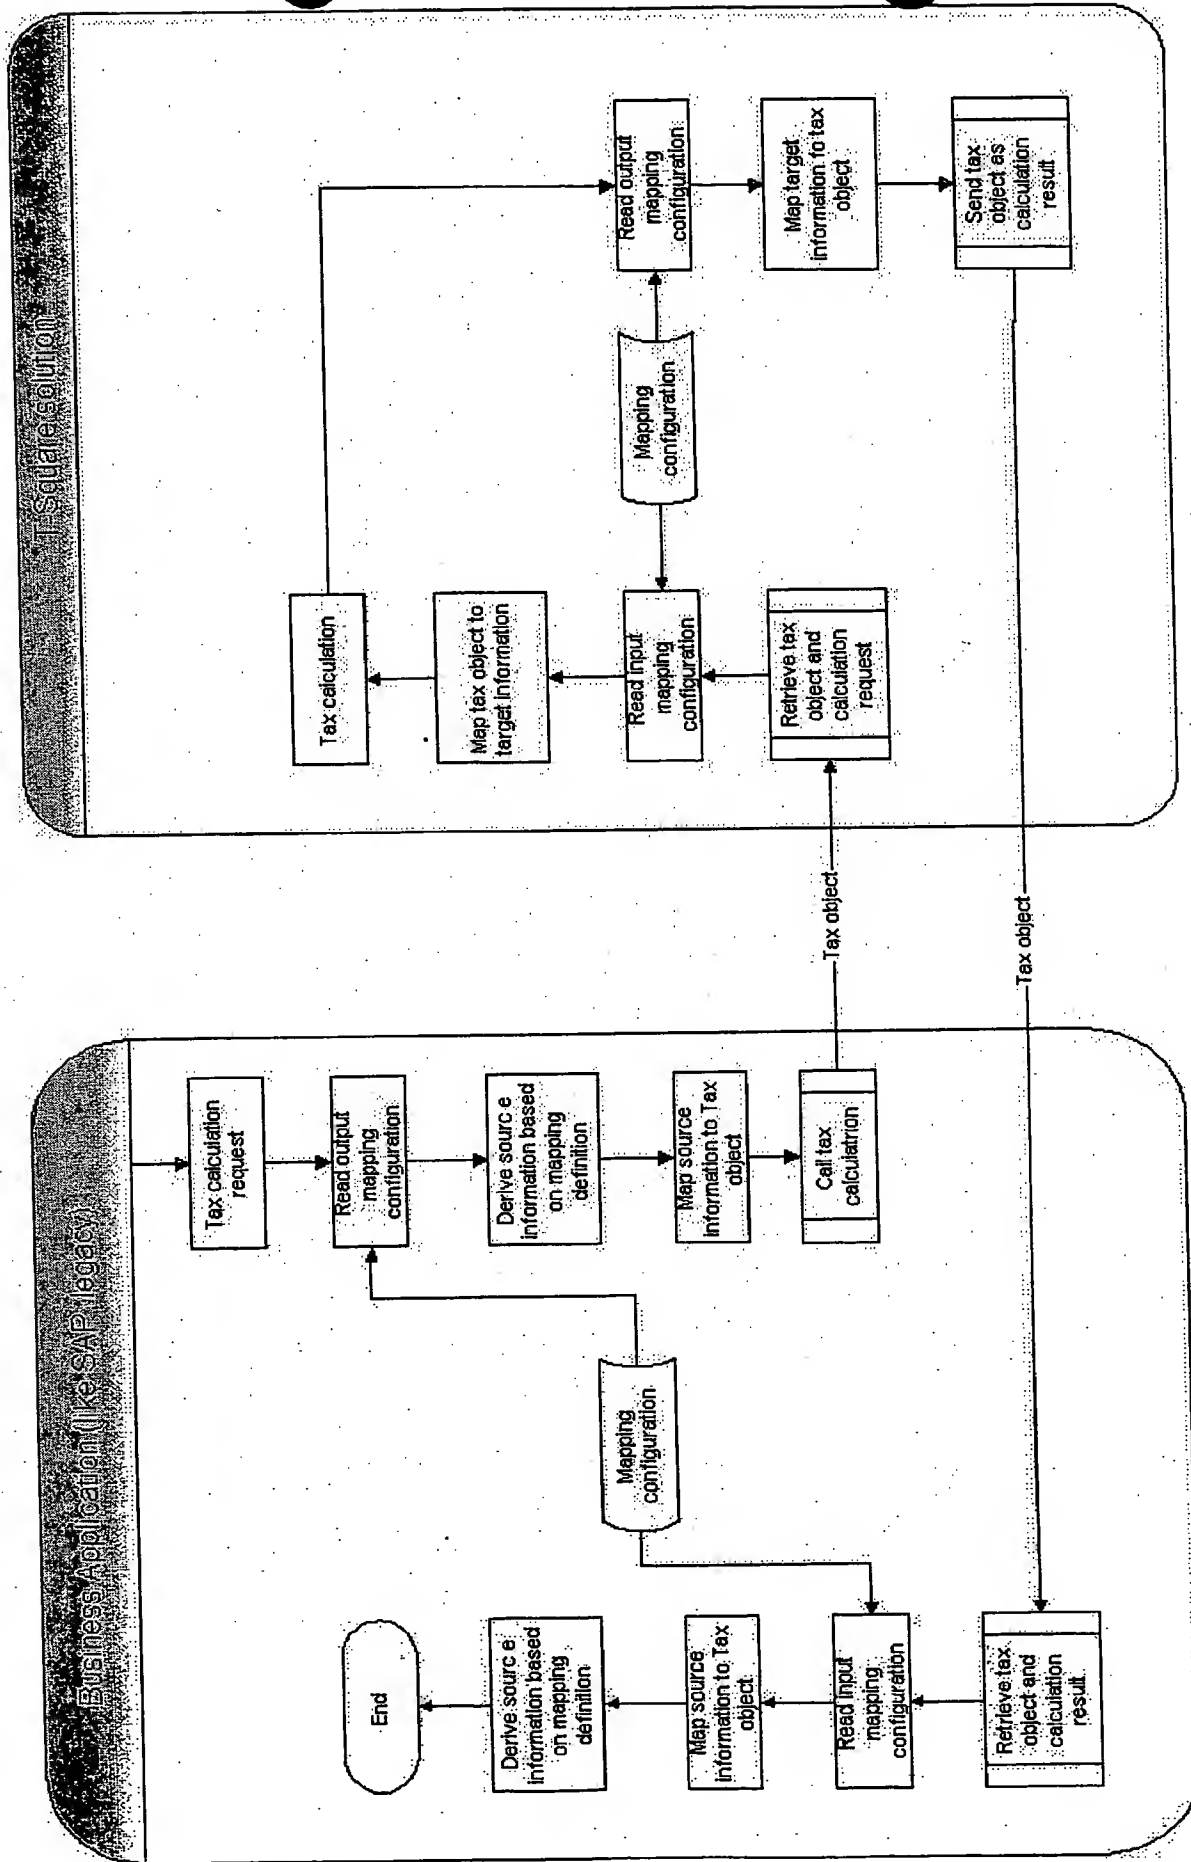 Business Application (like SAP, legacy)
Tax calculation
request
Read output
mapping
configuration
Derive sourc e
information based
on mapping
definition
Map source
information to Tax
object
Call tax
calculatrion
Mapping
configuration
End
Derive sourc e
information based
on mapping
definition
Map source
information to Tax
object
Read input
mapping
configuration
Retrieve tax
object and
calculation
result
Tax object
Tax object
T-Square solution
Tax calculation
Map tax object to
target information
Read input
mapping
configuration
Retrieve tax
object and
calculation
request
Mapping
configuration
Read output
mapping
configuration
Map target
information fo tax
object
Send tax
object as
calculation
result